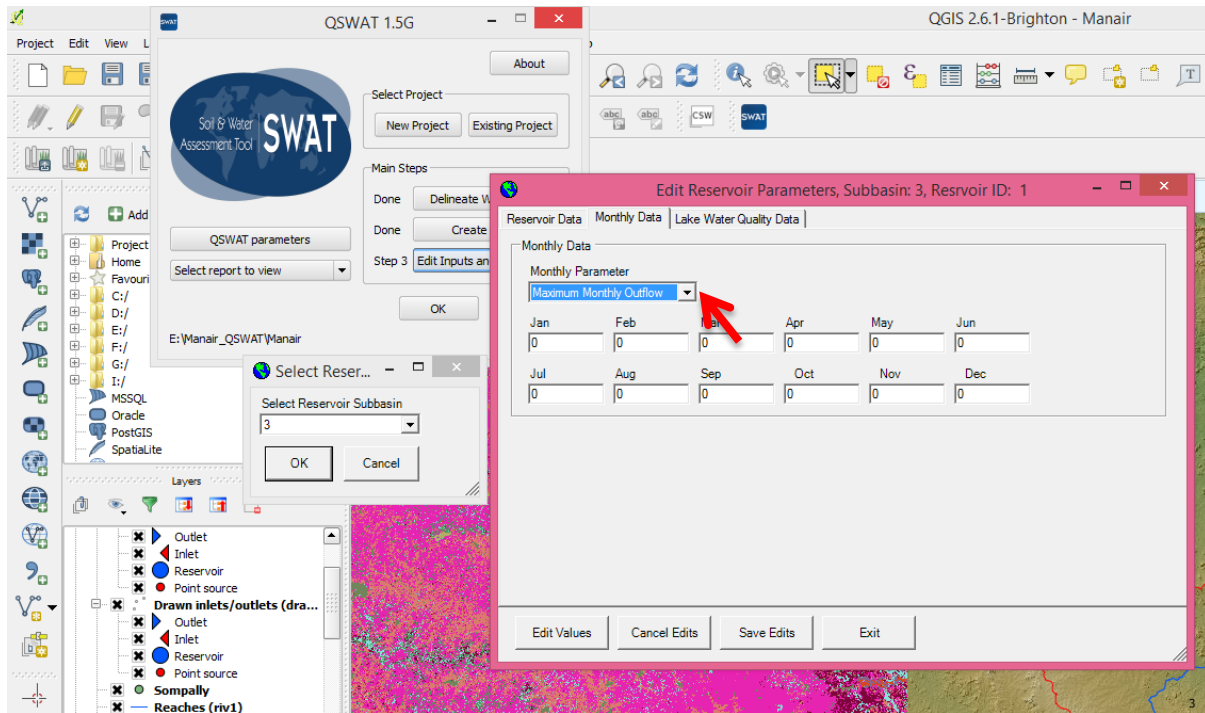 QGIS 2.6.1-Brighton - Manair
Project Edit View L
SWAT
QSWAT 1.5G
About
Soil & Water
Assessment Tool
SWAT
Select Project
New Project
Existing Project
Main Steps
Done
Delineate W
Done
Create
Step 3
Edit Inputs an
QSWAT parameters
Select report to view
OK
E:\Manair_QSWAT\Manair
abc
abc
CSW
SWAT
T
Add
Project
Home
Favouri
C:/
D:/
E:/
F:/
G:/
I:/
MSSQL
Oracle
PostGIS
SpatiaLite
Select Reser...
Select Reservoir Subbasin
3
OK
Cancel
Edit Reservoir Parameters, Subbasin: 3, Resrvoir ID: 1
Reservoir Data
Monthly Data
Lake Water Quality Data
Monthly Data
Monthly Parameter
Maximum Monthly Outflow
Jan Feb Apr May Jun
0 0 0 0 0 0
Jul Aug Sep Oct Nov Dec
0 0 0 0 0 0
Edit Values
Cancel Edits
Save Edits
Exit
Layers
Outlet
Inlet
Reservoir
Point source
Drawn inlets/outlets (dra...
Outlet
Inlet
Reservoir
Point source
Sompally
Reaches (riv1)
3